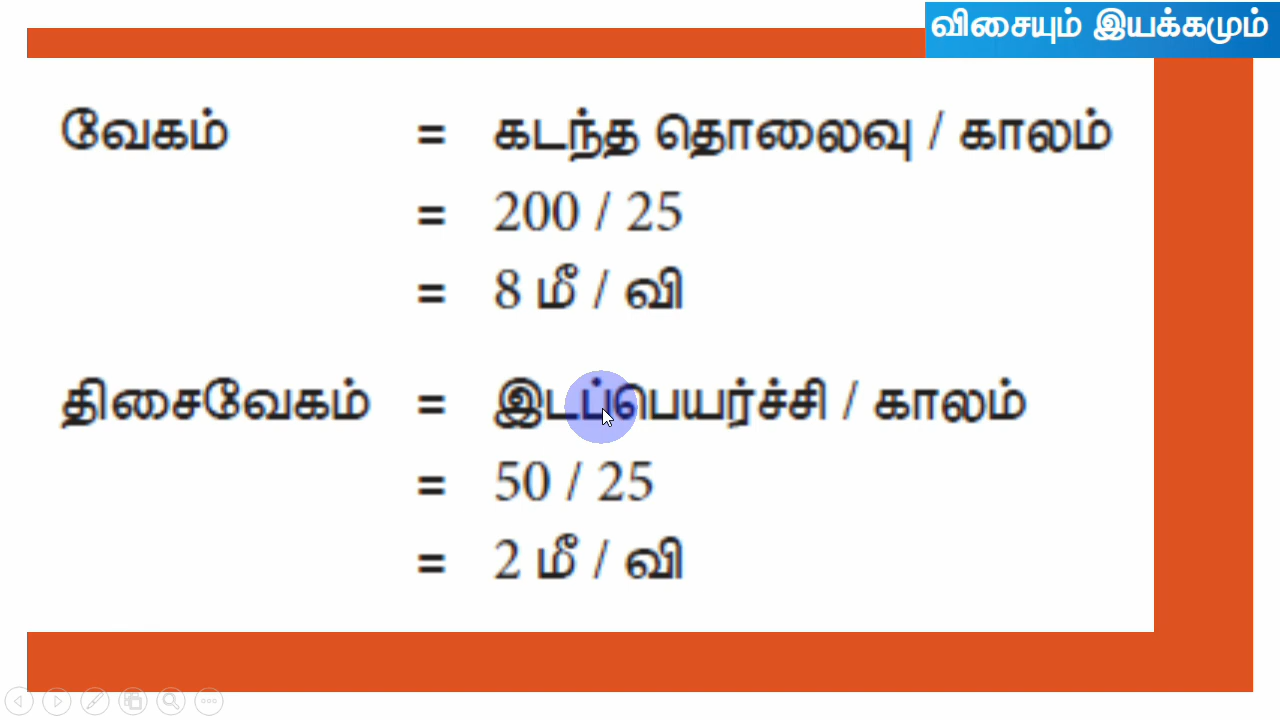 விசையும் இயக்கமும்
வேகம் = கடந்த தொலைவு / காலம்
= 200 / 25
= 8 மீ / வி
திசைவேகம் = இடப்பெயர்ச்சி / காலம்
= 50 / 25
= 2 மீ / வி